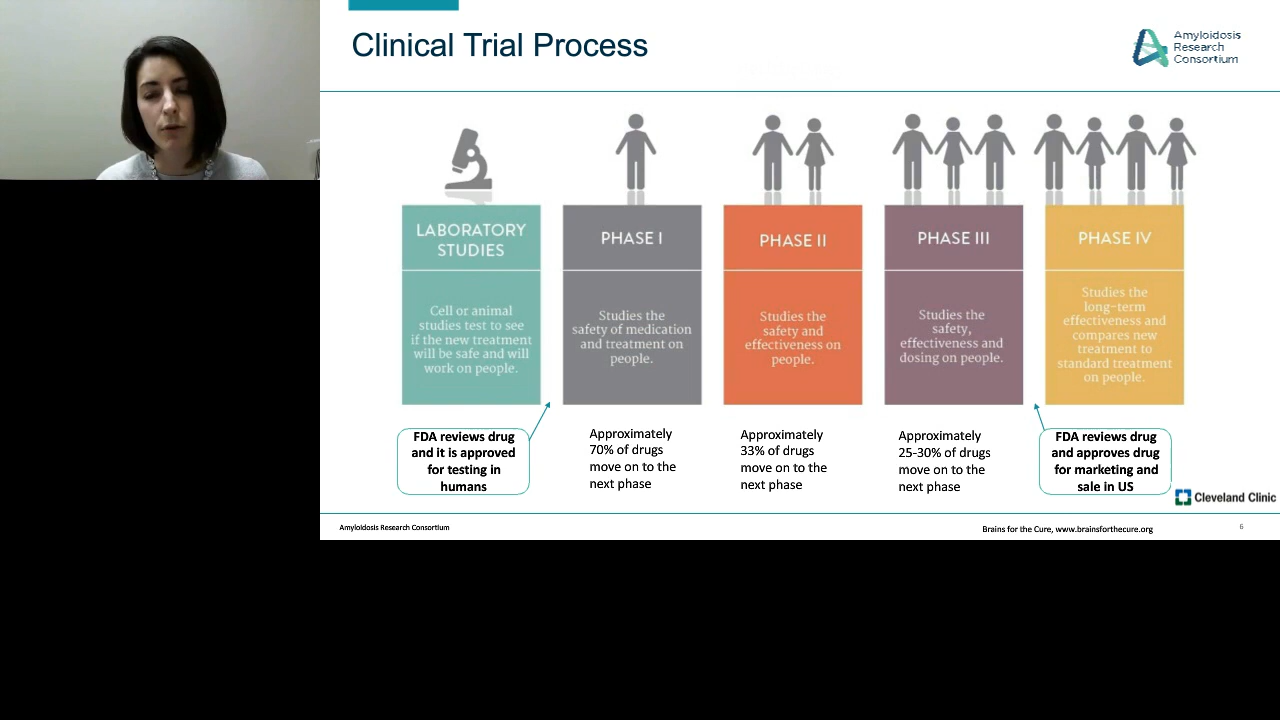 Clinical Trial Process
Amyloidosis
Research
Consortium
LABORATORY
STUDIES
Cell or animal
studies test to see
if the new treatment
will be safe and will
work on people.
PHASE I
Studies the
safety of medication
and treatment on
people.
PHASE II
Studies the
safety and
effectiveness on
people.
PHASE III
Studies the
safety,
effectiveness and
dosing on people.
PHASE IV
Studies the
long-term
effectiveness and
compares new
treatment to
standard treatment
on people.
FDA reviews drug
and it is approved
for testing in
humans
Approximately
70% of drugs
move on to the
next phase
Approximately
33% of drugs
move on to the
next phase
Approximately
25-30% of drugs
move on to the
next phase
FDA reviews drug
and approves drug
for marketing and
sale in US
Cleveland Clinic
Amyloidosis Research Consortium
Brains for the Cure, www.brainsforthecure.org
6